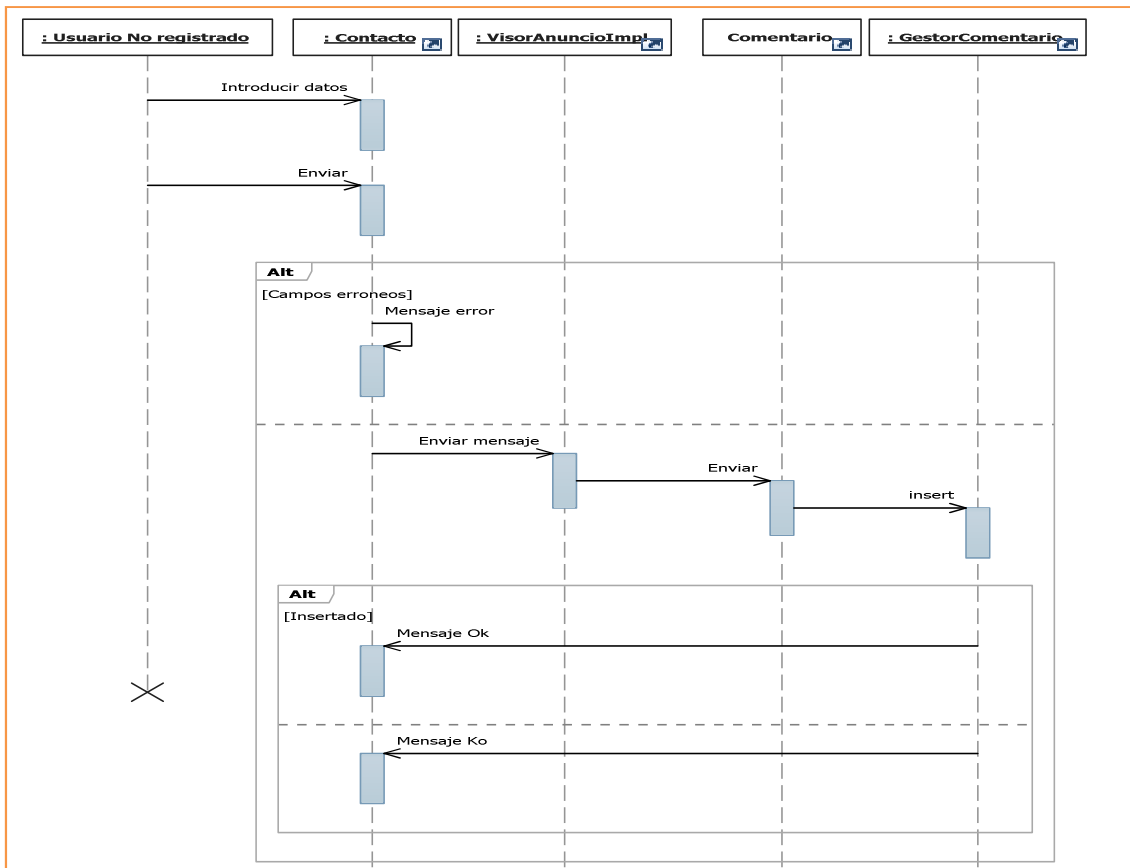 : Usuario No registrado
: Contacto
: VisorAnuncioImpl
Comentario
: GestorComentario
Introducir datos
Enviar
Alt
[Campos erroneos]
Mensaje error
Enviar mensaje
Enviar
insert
Alt
[Insertado]
Mensaje Ok
Mensaje Ko